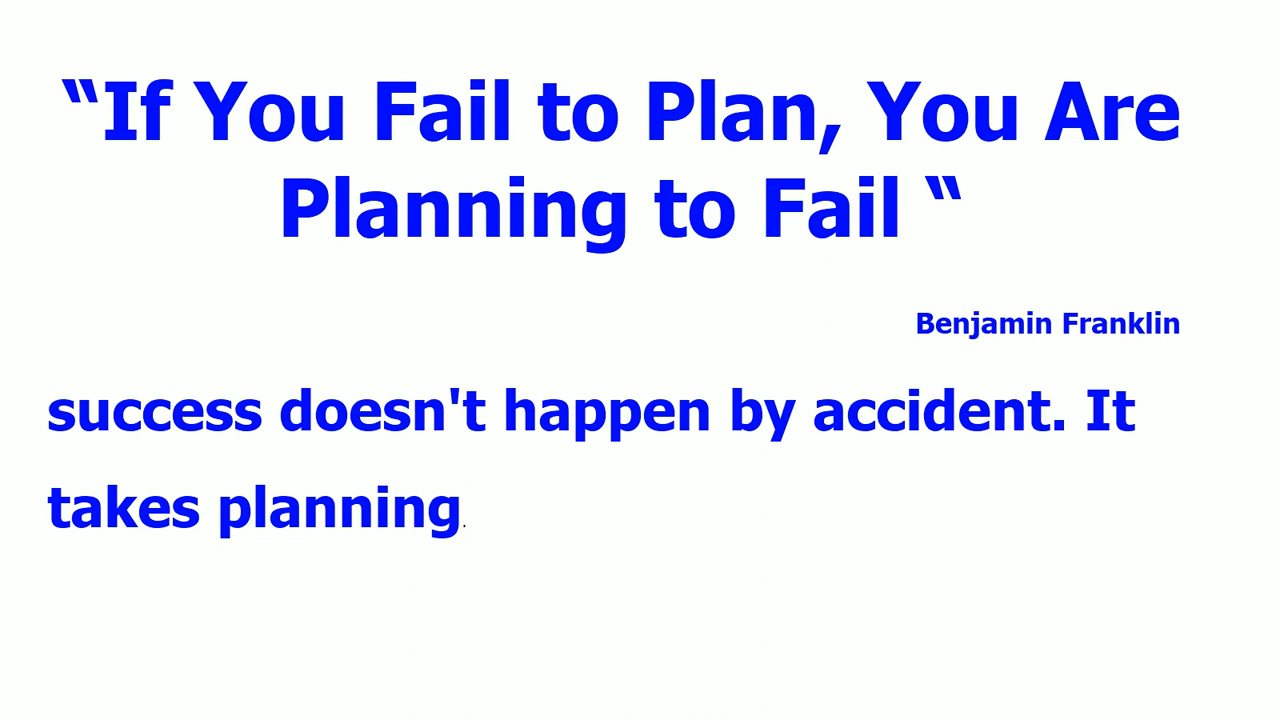 “If You Fail to Plan, You Are
Planning to Fail “
Benjamin Franklin
success doesn't happen by accident. It
takes planning.